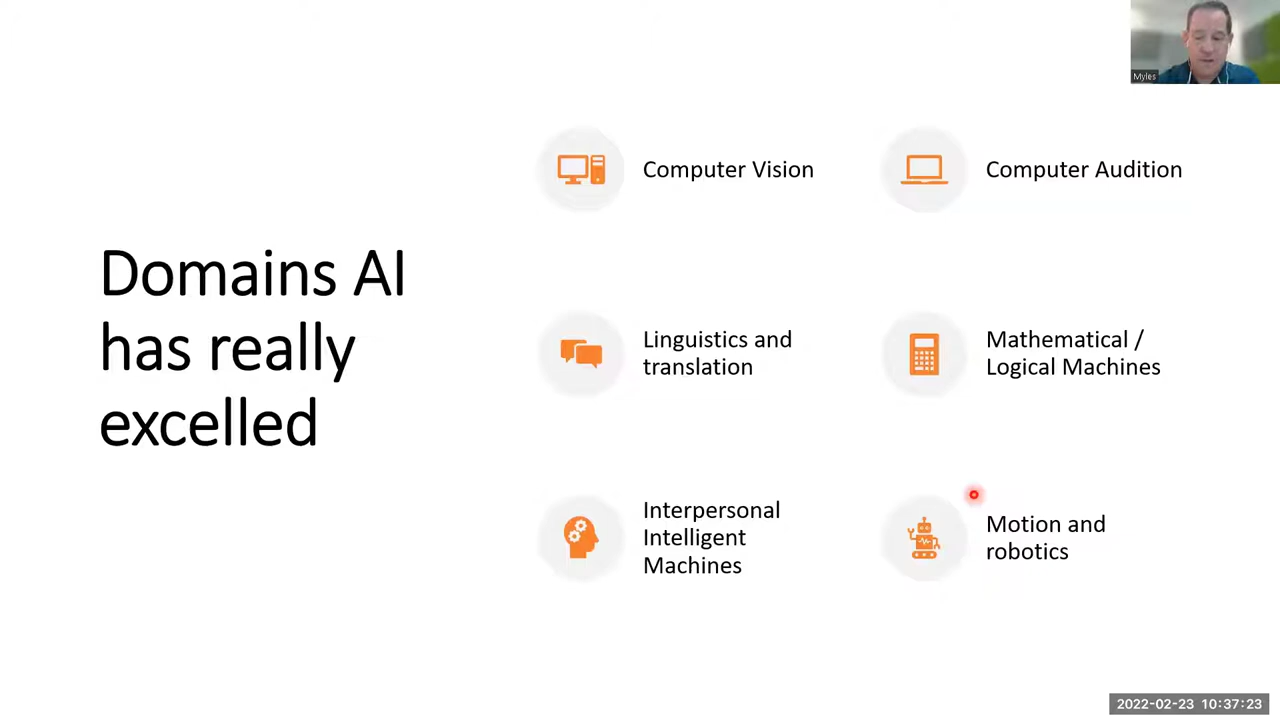 Myles
Domains AI
has really
excelled
Computer Vision
Computer Audition
Linguistics and
translation
Mathematical /
Logical Machines
Interpersonal
Intelligent
Machines
Motion and
robotics
2022-02-23 10:37:23